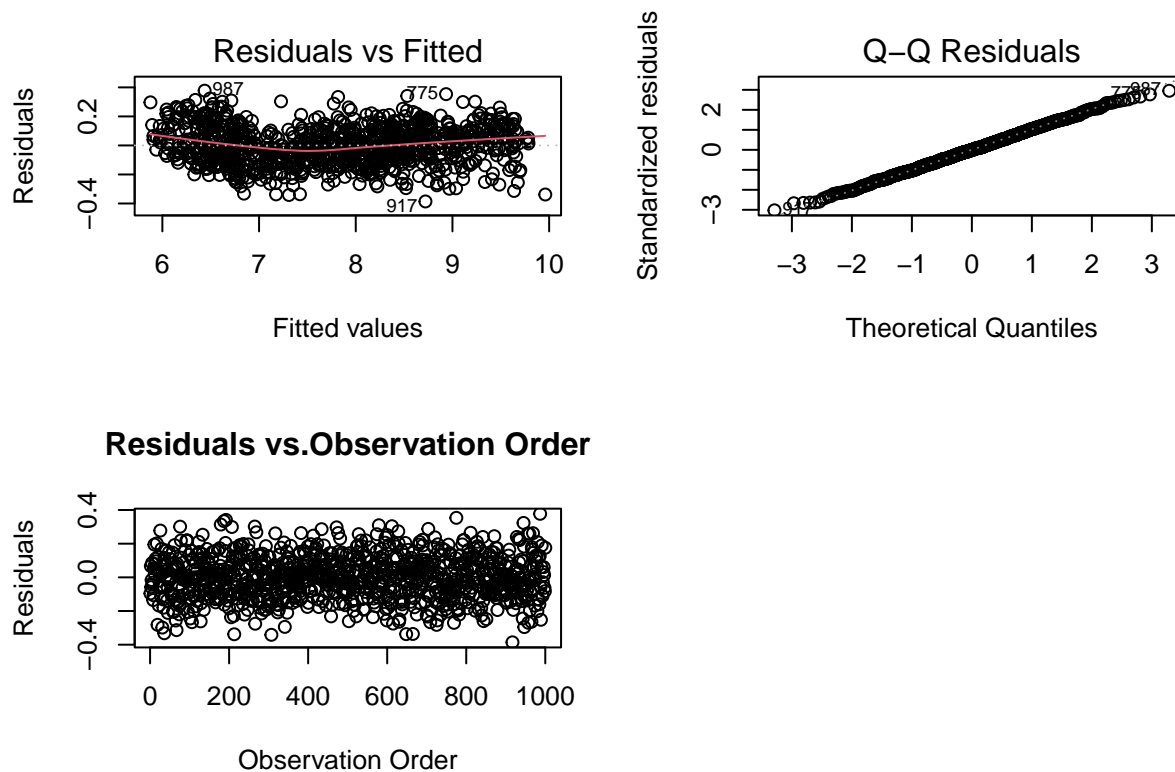 Residuals vs Fitted
Residuals
0.2
−0.4
987
775
917
6 7 8 9 10
Fitted values
Q−Q Residuals
Standardized residuals
2
0
−3
−3 −2 −1 0 1 2 3
Theoretical Quantiles
Residuals vs.Observation Order
Residuals
0.4
0.0
−0.4
0 200 400 600 800 1000
Observation Order